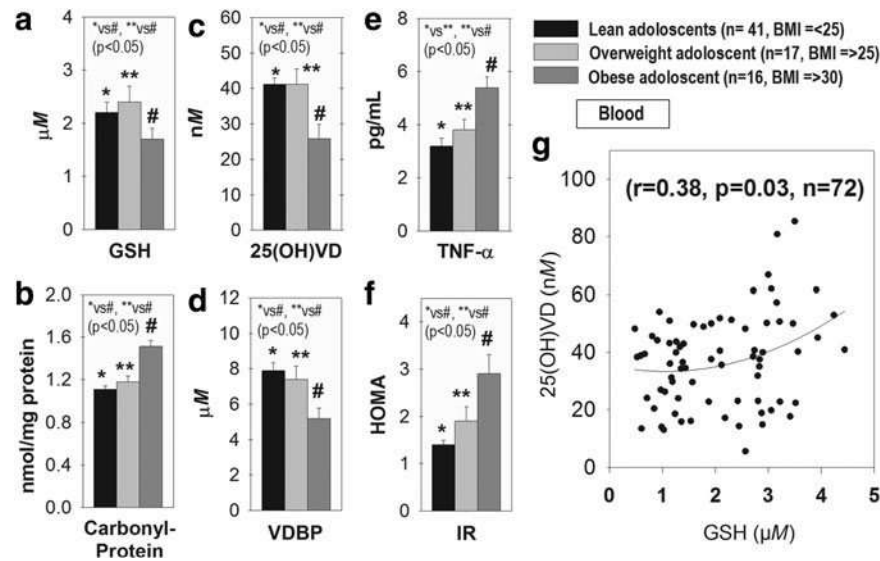 a
*vs#, **vs#
(p<0.05)
4
3
2
1
0
μM
*
**
#
GSH
c
*vs#, **vs#
(p<0.05)
60
50
40
30
20
10
0
nM
*
**
#
25(OH)VD
e
*vs**, **vs#
*vs# (p<0.05)
8
6
4
2
0
pg/mL
*
**
#
TNF-α
Lean adoloscents (n= 41, BMI =<25)
Overweight adoloscent (n=17, BMI =>25)
Obese adoloscent (n=16, BMI =>30)
Blood
b
*vs#, **vs#
(p<0.05)
2.0
1.6
1.2
0.8
0.4
0.0
nmol/mg protein
*
**
#
Carbonyl-
Protein
d
*vs#, **vs#
(p<0.05)
12
10
8
6
4
2
0
μM
*
**
#
VDBP
f
*vs#, **vs#
(p<0.05)
4
3
2
1
0
HOMA
*
**
#
IR
g
(r=0.38, p=0.03, n=72)
100
80
60
40
20
0
25(OH)VD (nM)
0
1
2
3
4
5
GSH (μM)